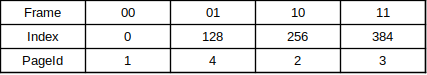 Frame 00 01 10 11
Index 0 128 256 384
PageId 1 4 2 3